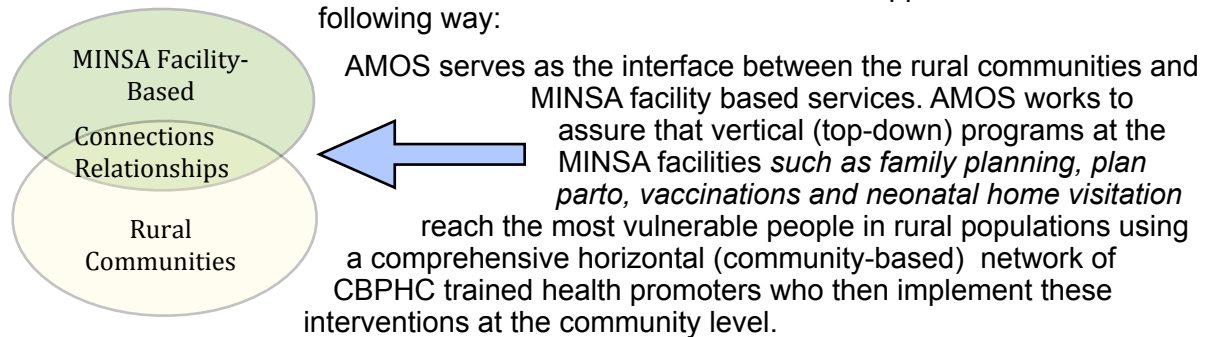 following way:
MINSA Facility-
Based
Connections
Relationships
Rural
Communities
AMOS serves as the interface between the rural communities and
MINSA facility based services. AMOS works to
assure that vertical (top-down) programs at the
MINSA facilities such as family planning, plan
parto, vaccinations and neonatal home visitation
reach the most vulnerable people in rural populations using
a comprehensive horizontal (community-based) network of
CBPHC trained health promoters who then implement these
interventions at the community level.